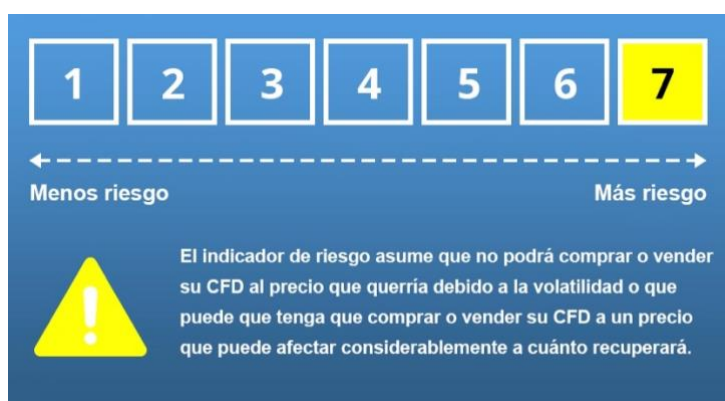 1 2 3 4 5 6 7
Menos riesgo Más riesgo
El indicador de riesgo asume que no podrá comprar o vender
su CFD al precio que querría debido a la volatilidad o que
puede que tenga que comprar o vender su CFD a un precio
que puede afectar considerablemente a cuánto recuperará.